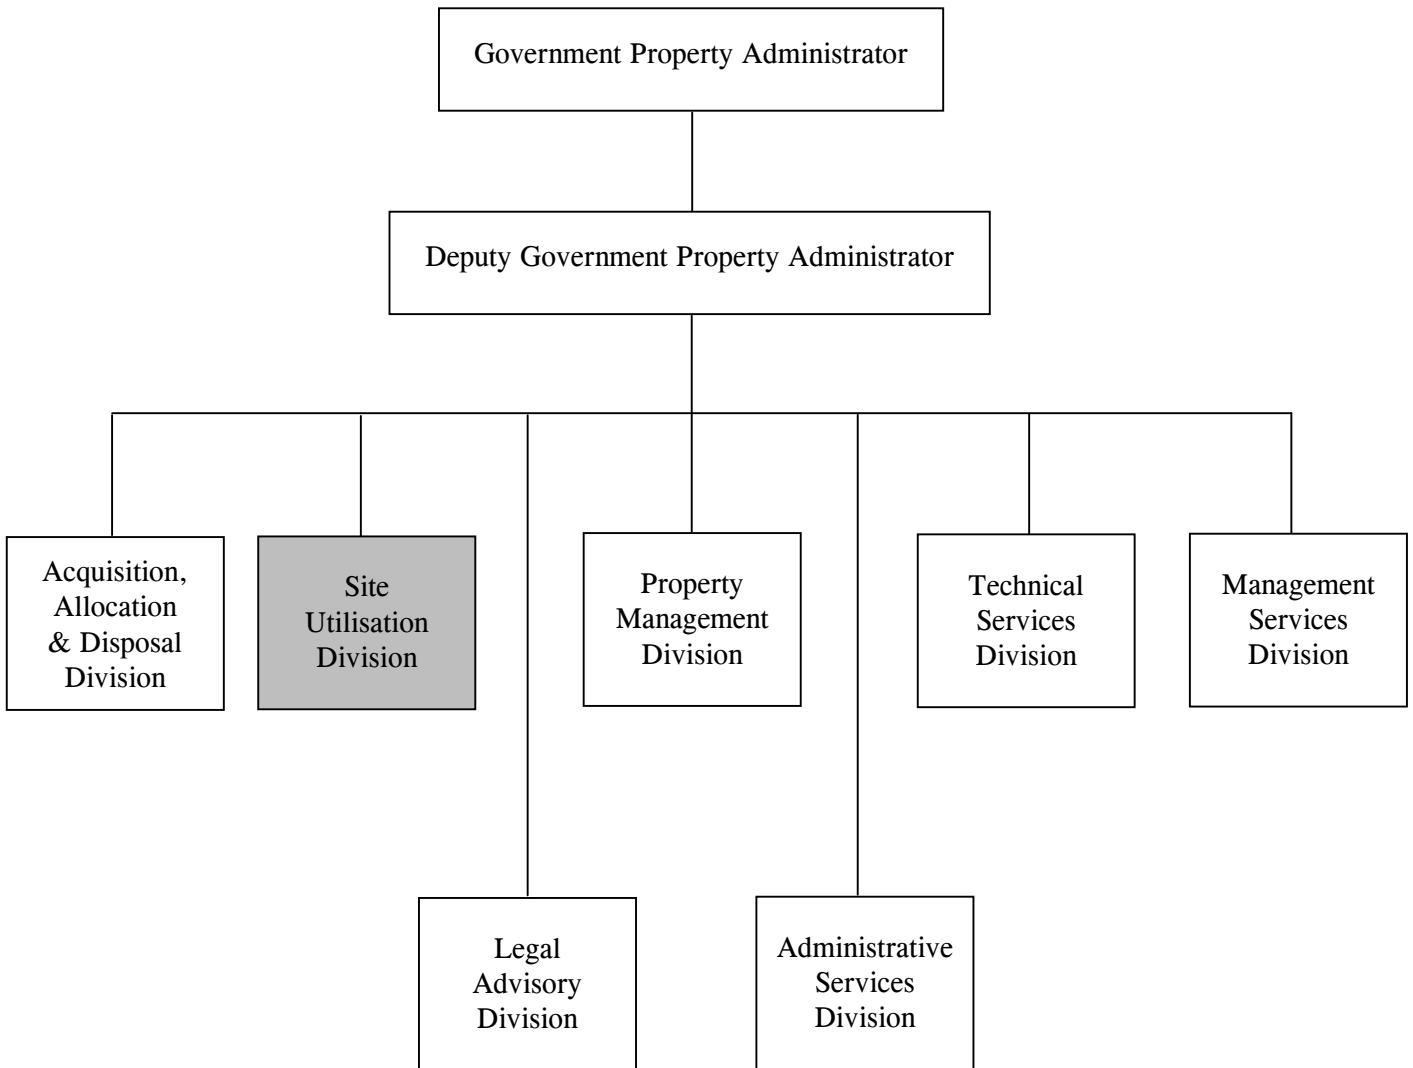 Government Property Administrator
Deputy Government Property Administrator
Acquisition,
Allocation
& Disposal
Division
Site
Utilisation
Division
Property
Management
Division
Technical
Services
Division
Management
Services
Division
Legal
Advisory
Division
Administrative
Services
Division